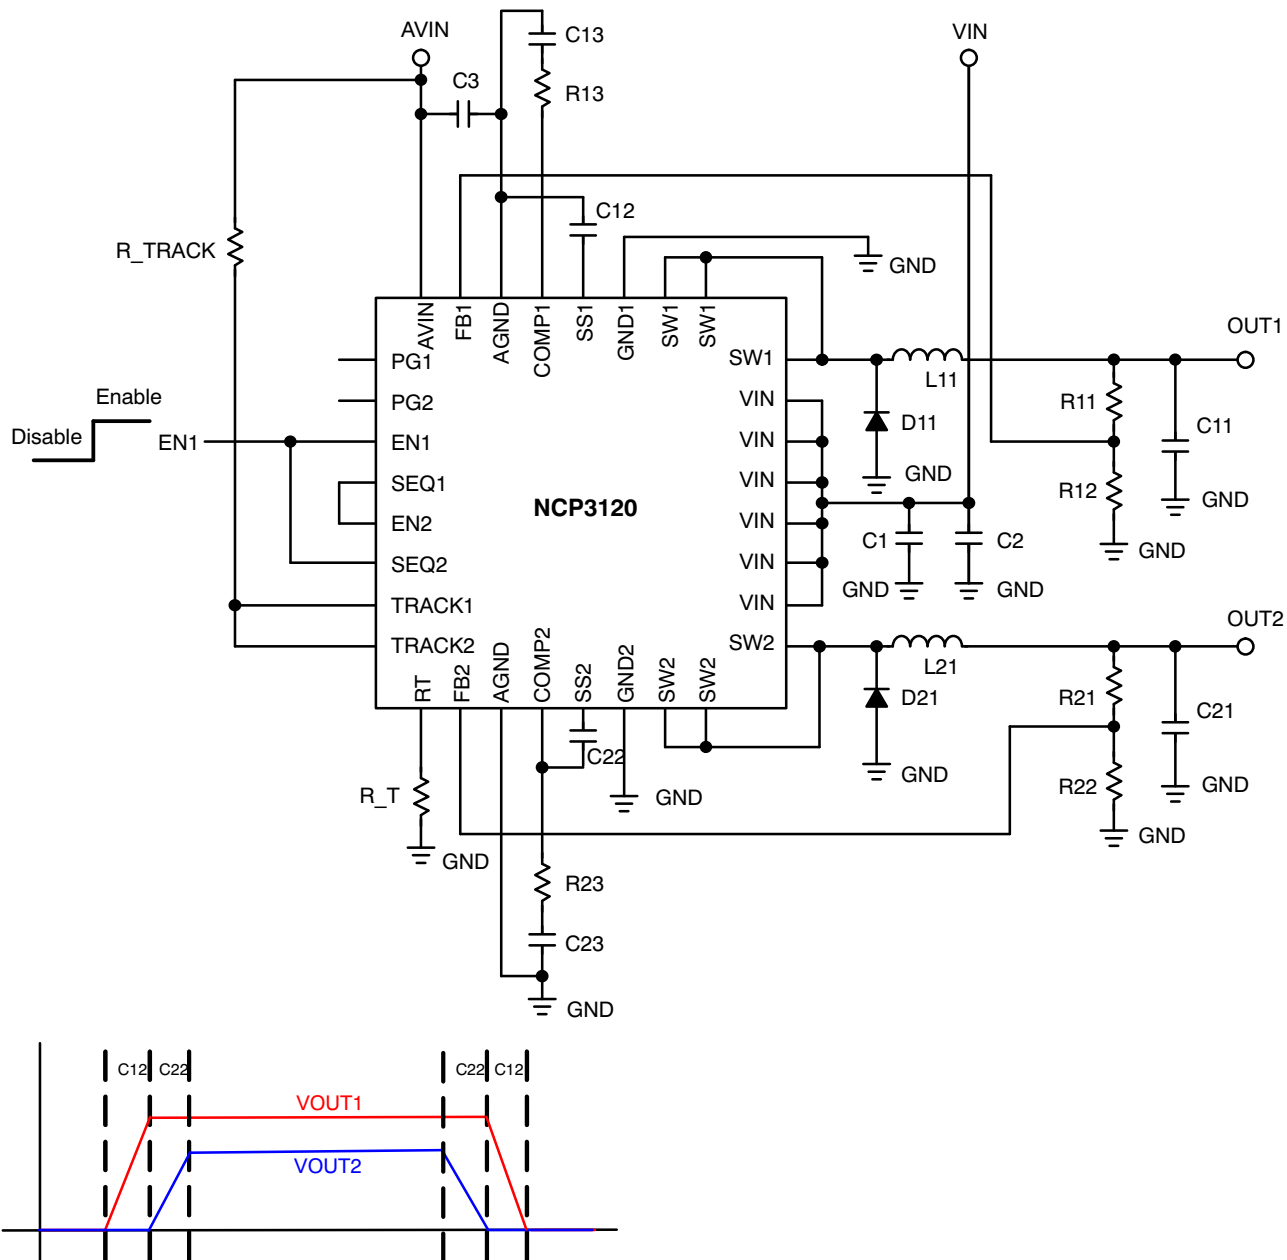 AVIN
VIN
C13
C3
R13
C12
R_TRACK
GND
AVIN
FB1
AGND
COMP1
SS1
GND1
SW1
SW1
OUT1
PG1
SW1
L11
Enable
PG2
VIN
R11
D11
C11
Disable
EN1
EN1
VIN
SEQ1
VIN
GND
R12
GND
NCP3120
EN2
VIN
C1
C2
GND
SEQ2
VIN
GND
GND
TRACK1
VIN
OUT2
TRACK2
SW2
L21
RT
FB2
AGND
COMP2
SS2
GND2
SW2
SW2
D21
R21
C21
C22
GND
R_T
GND
R22
GND
GND
GND
R23
C23
GND
C12
C22
C22
C12
VOUT1
VOUT2